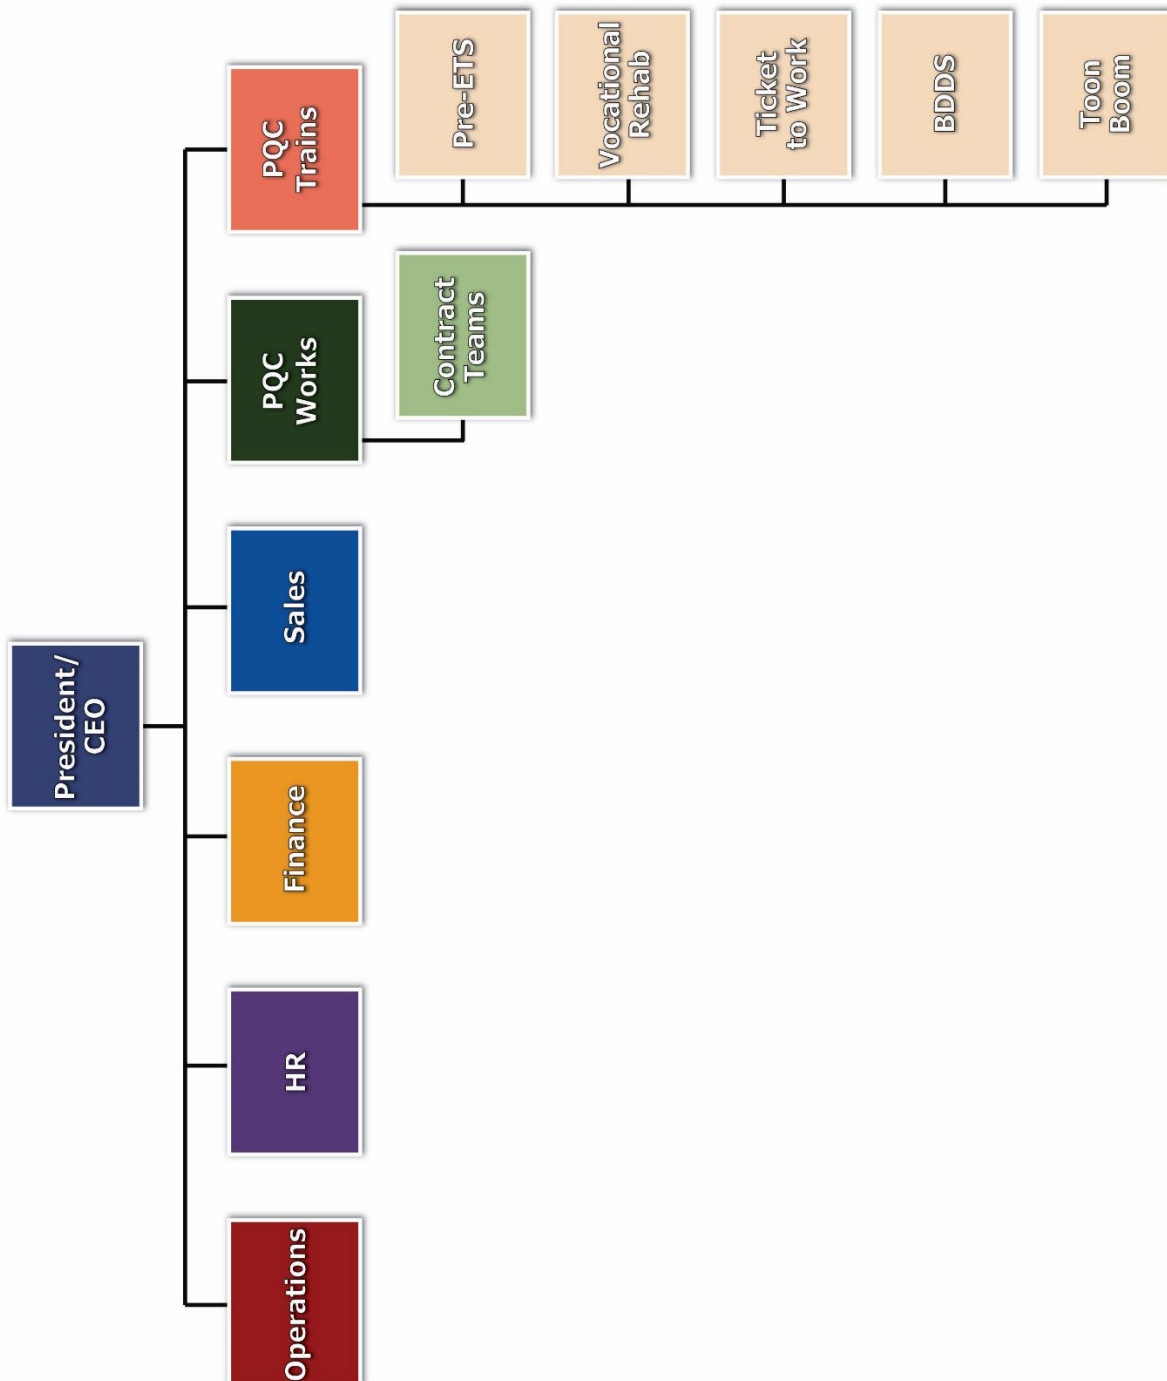 President/
CEO
Operations
HR
Finance
Sales
PQC
Works
PQC
Trains
Contract
Teams
Pre-ETS
Vocational
Rehab
Ticket
to Work
BDDS
Toon
Boom